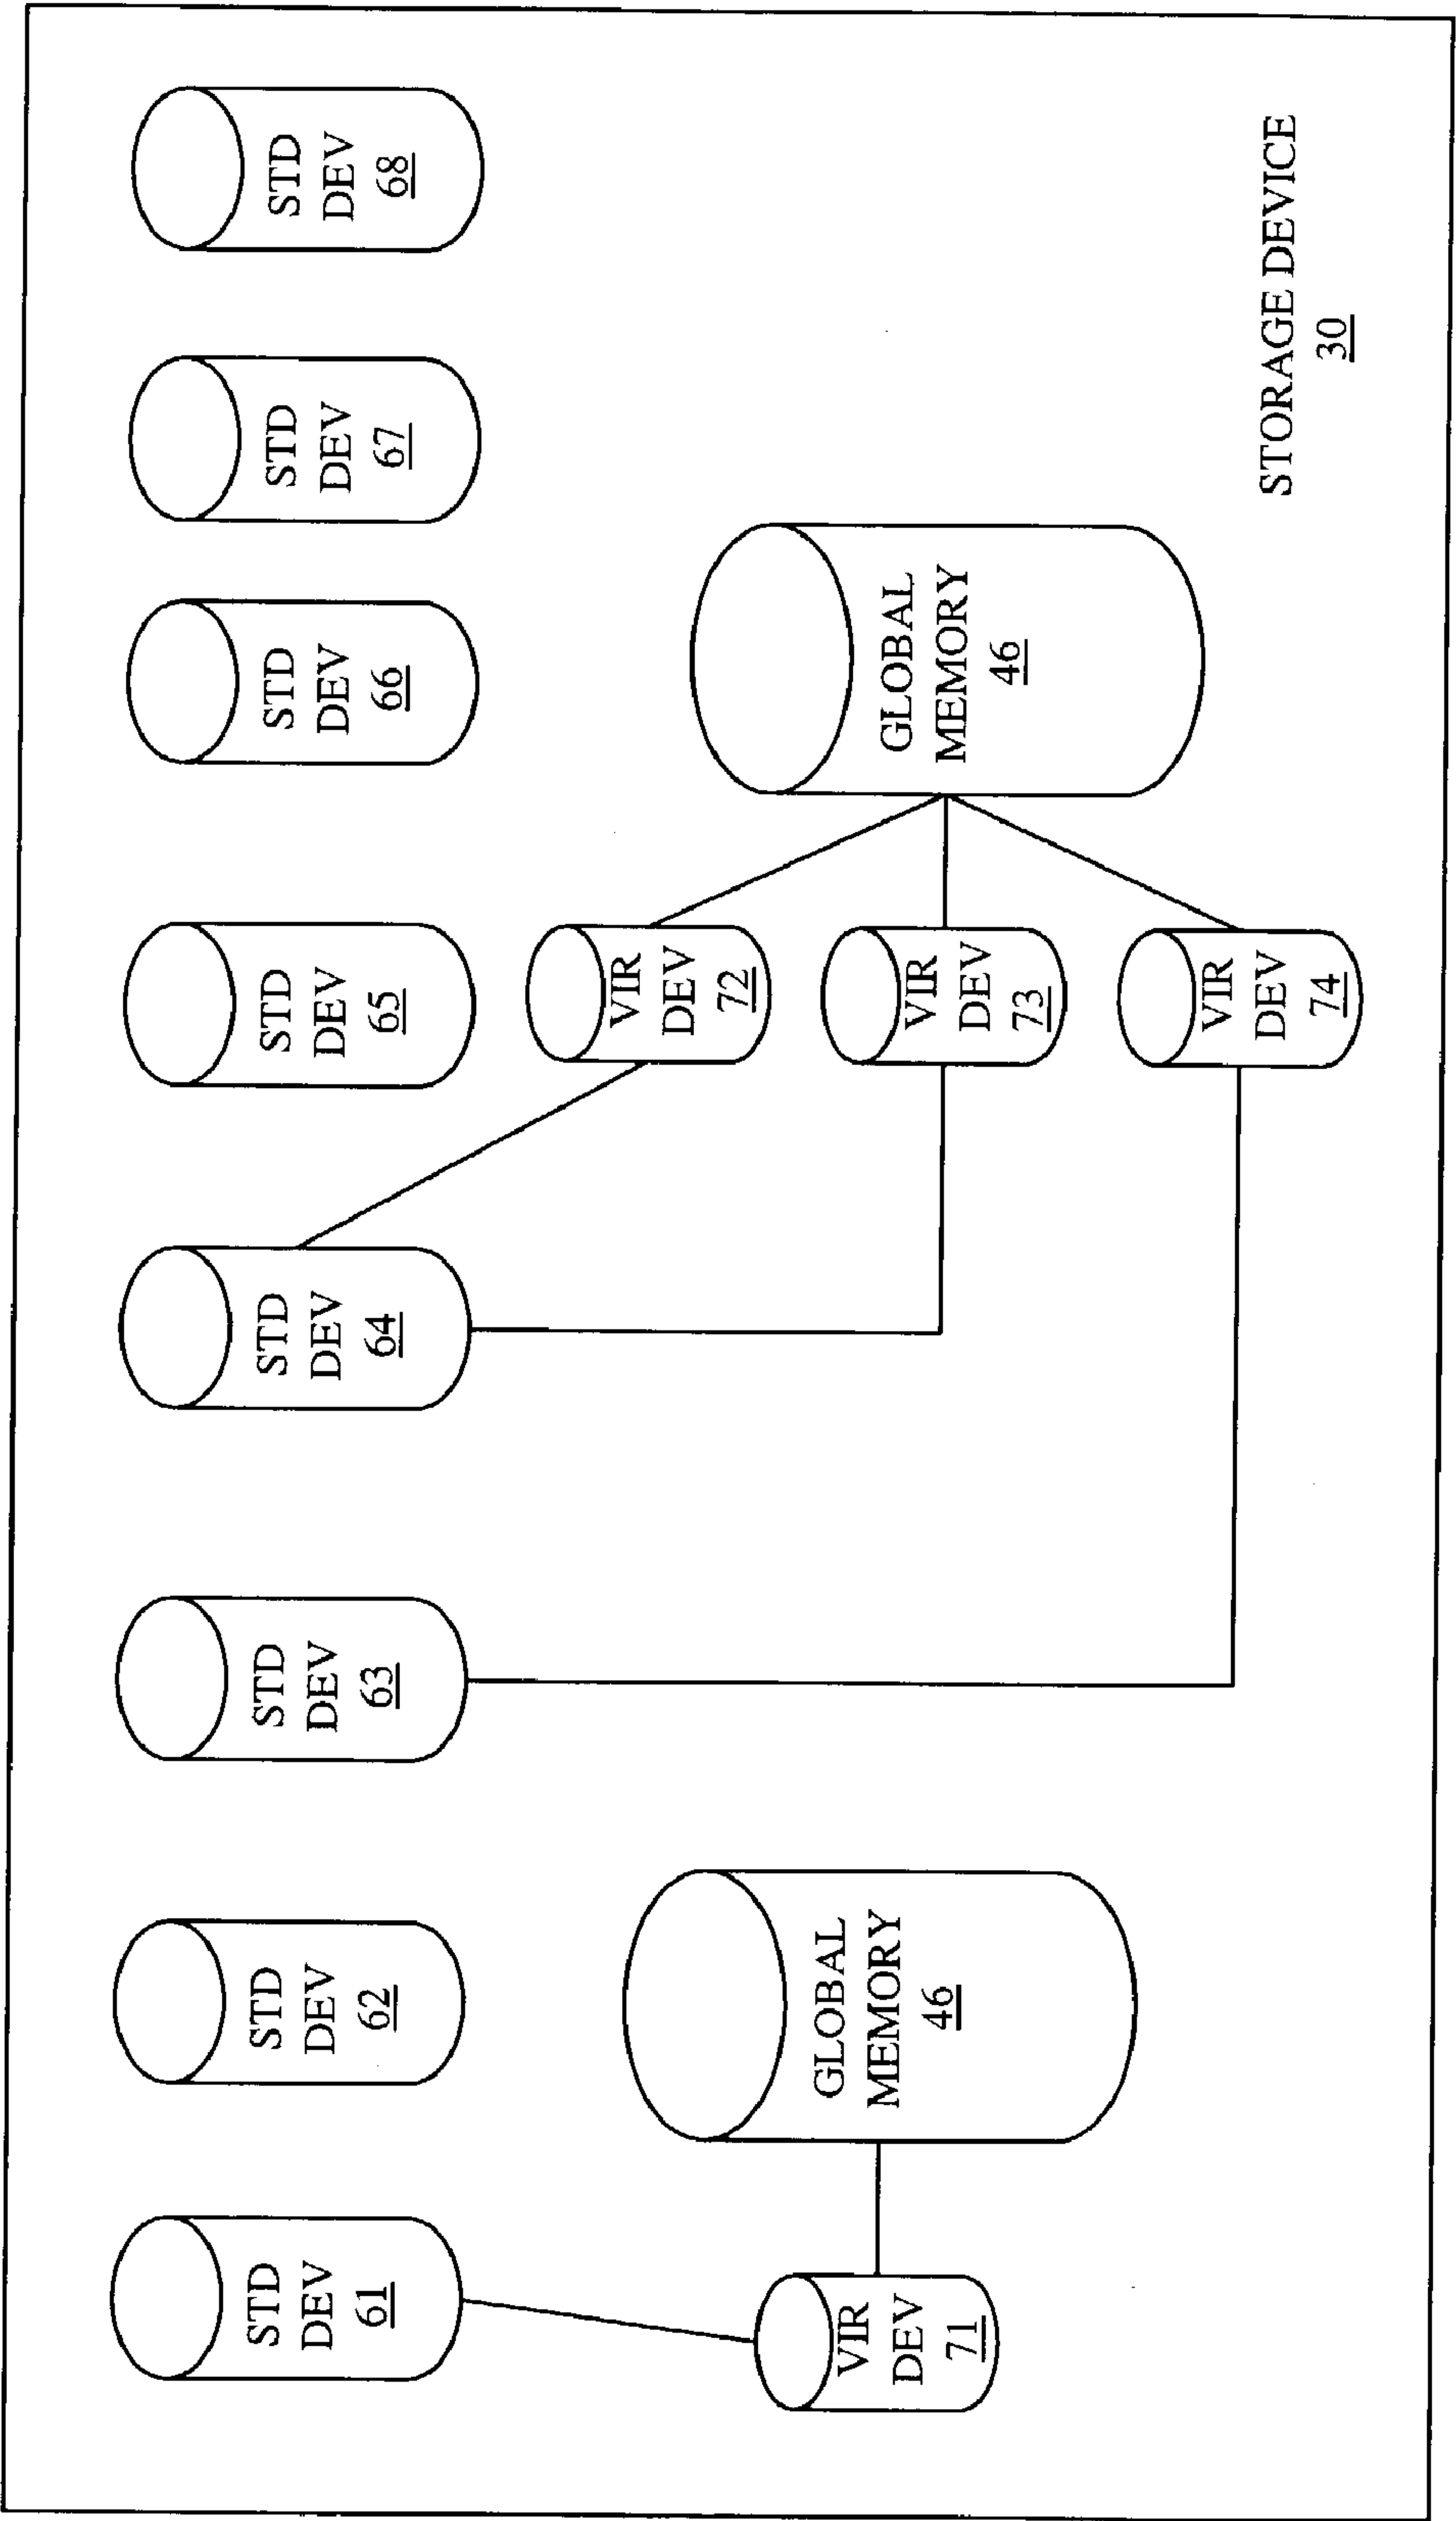 STD
DEV
61
STD
DEV
62
STD
DEV
63
STD
DEV
64
STD
DEV
65
STD
DEV
66
STD
DEV
67
STD
DEV
68
VIR
DEV
71
GLOBAL
MEMORY
46
VIR
DEV
72
VIR
DEV
73
VIR
DEV
74
GLOBAL
MEMORY
46
STORAGE DEVICE
30